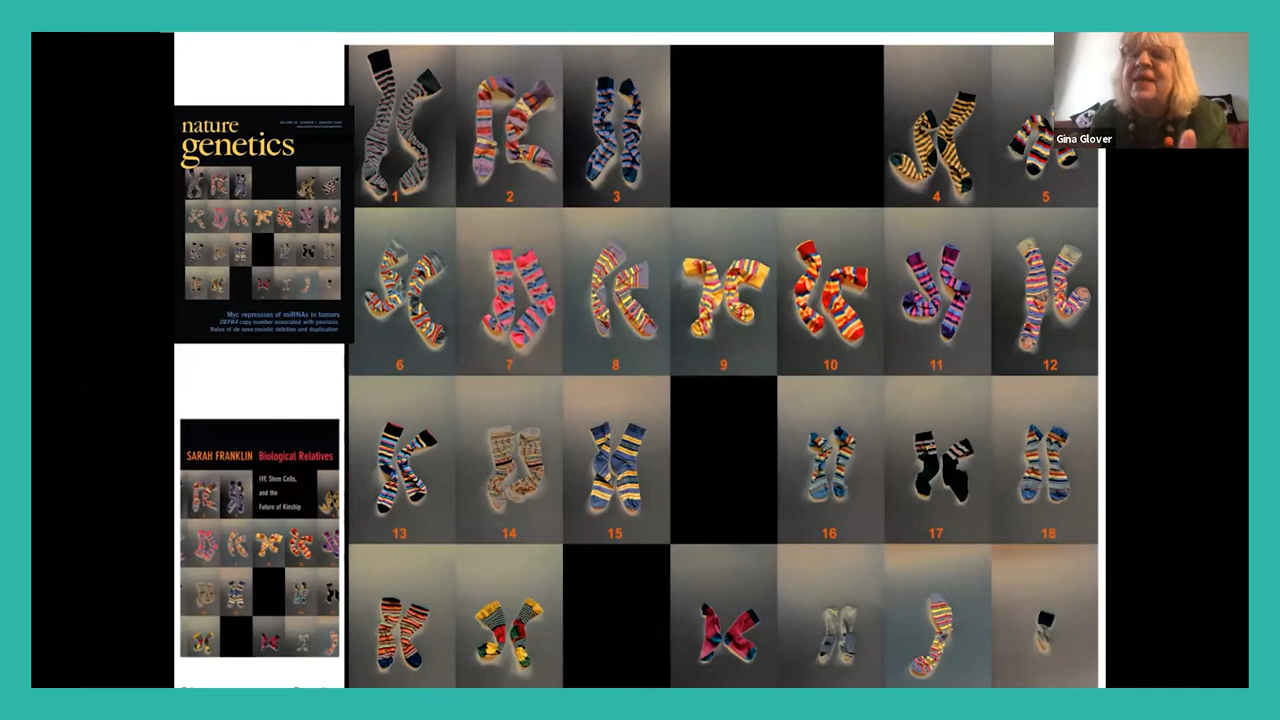 nature
genetics
Myc repression of miRNAs in tumors
DEFB4 copy number associated with psoriasis
Rates of de novo meiotic deletion and duplication
SARAH FRANKLIN Biological Relatives
IVF, Stem Cells,
and the
Future of Kinship
Gina Glover
1
2
3
4
5
6
7
8
9
10
11
12
13
14
15
16
17
18